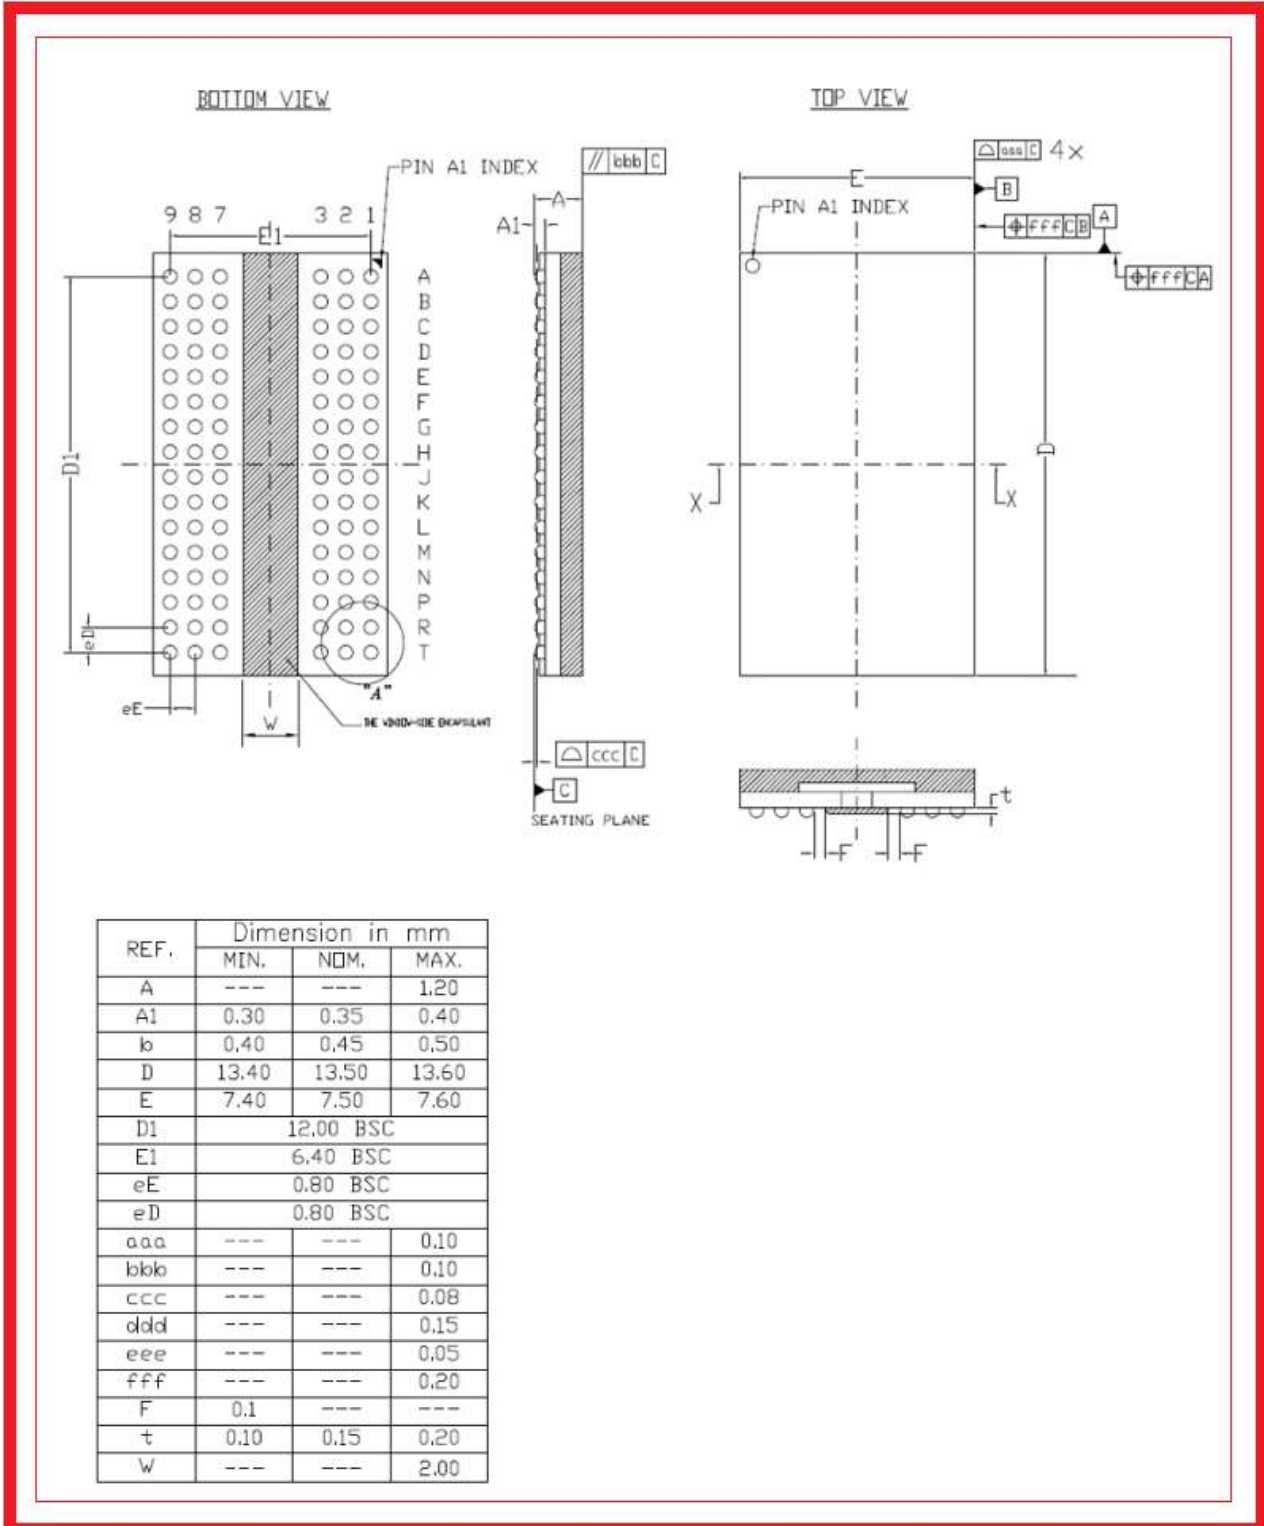 BOTTOM VIEW
TOP VIEW
PIN A1 INDEX
// bbb C
aaa C 4x
B
E
PIN A1 INDEX
A
fff C B
fff C A
9 8 7 3 2 1
E1
A
A1
A
B
C
D
E
F
G
H
J
K
L
M
N
P
R
T
D1
D
X X
eD
eE
W
"A"
THE WINDOW-SIDE ENCAPSULANT
ccc C
C
SEATING PLANE
t
F F
REF. Dimension in mm
MIN. NOM. MAX.
A --- --- 1.20
A1 0.30 0.35 0.40
b 0.40 0.45 0.50
D 13.40 13.50 13.60
E 7.40 7.50 7.60
D1 12.00 BSC
E1 6.40 BSC
eE 0.80 BSC
eD 0.80 BSC
aaa --- --- 0.10
bbb --- --- 0.10
ccc --- --- 0.08
ddd --- --- 0.15
eee --- --- 0.05
fff --- --- 0.20
F 0.1 --- ---
t 0.10 0.15 0.20
W --- --- 2.00